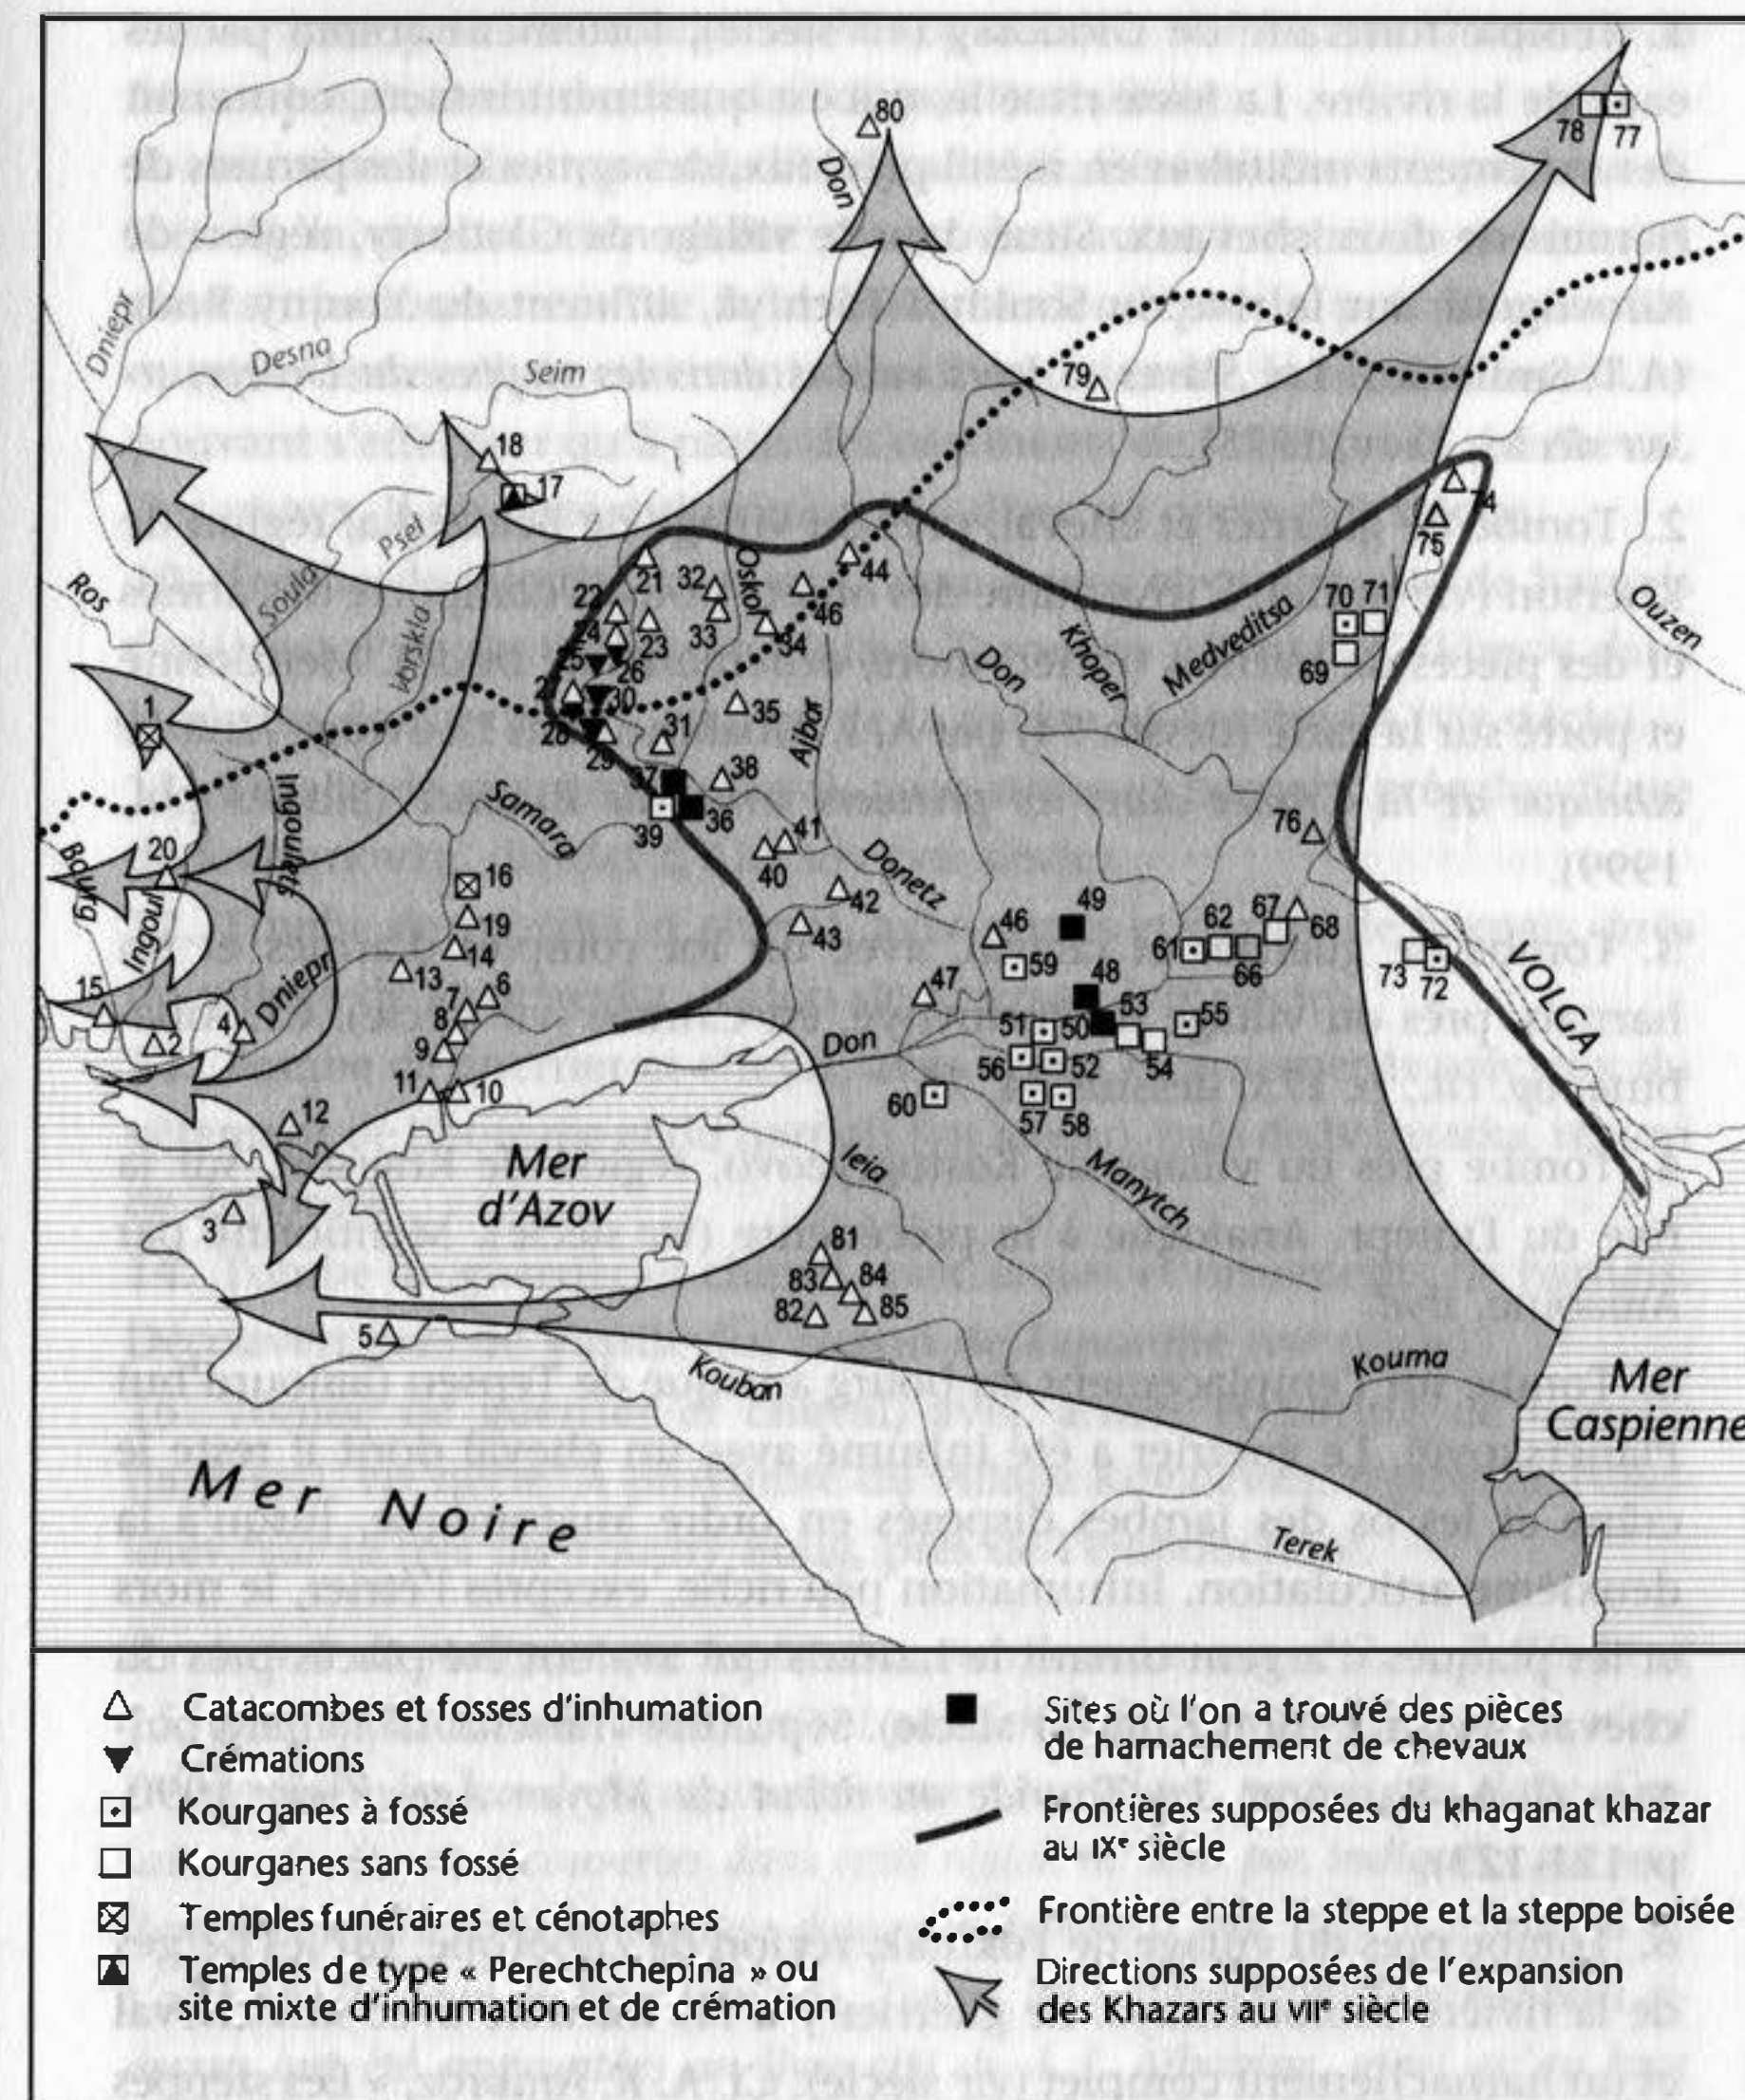 80
Don
78
77
Dniepr
Desna
Seim
79
18
17
74
75
Psel
Soula
Vorskla
Ros
Oskol
44
21
32
22
46
33
34
24
23
25
26
70
71
69
Ouzen
Don
Khoper
Medveditsa
1
30
28
29
31
35
Ajbar
37
38
36
39
Samara
Ingoulets
76
20
Boug
Ingoul
16
19
14
13
41
40
Donetz
42
43
46
49
59
61
62
67
68
66
73
72
VOLGA
15
2
4
Dniepr
7
6
8
9
11
10
12
47
48
50
53
51
55
56
52
54
Don
60
57
58
Mer
d'Azov
Ieia
Manytch
3
81
83
84
82
85
5
Kouban
Kouma
Mer
Caspienne
Mer Noire
Terek
Catacombes et fosses d'inhumation
Crémations
Kourganes à fossé
Kourganes sans fossé
Temples funéraires et cénotaphes
Temples de type « Perechtchepina » ou
site mixte d'inhumation et de crémation
Sites où l'on a trouvé des pièces
de harnachement de chevaux
Frontières supposées du khaganat khazar
au IXe siècle
Frontière entre la steppe et la steppe boisée
Directions supposées de l'expansion
des Khazars au VIIe siècle